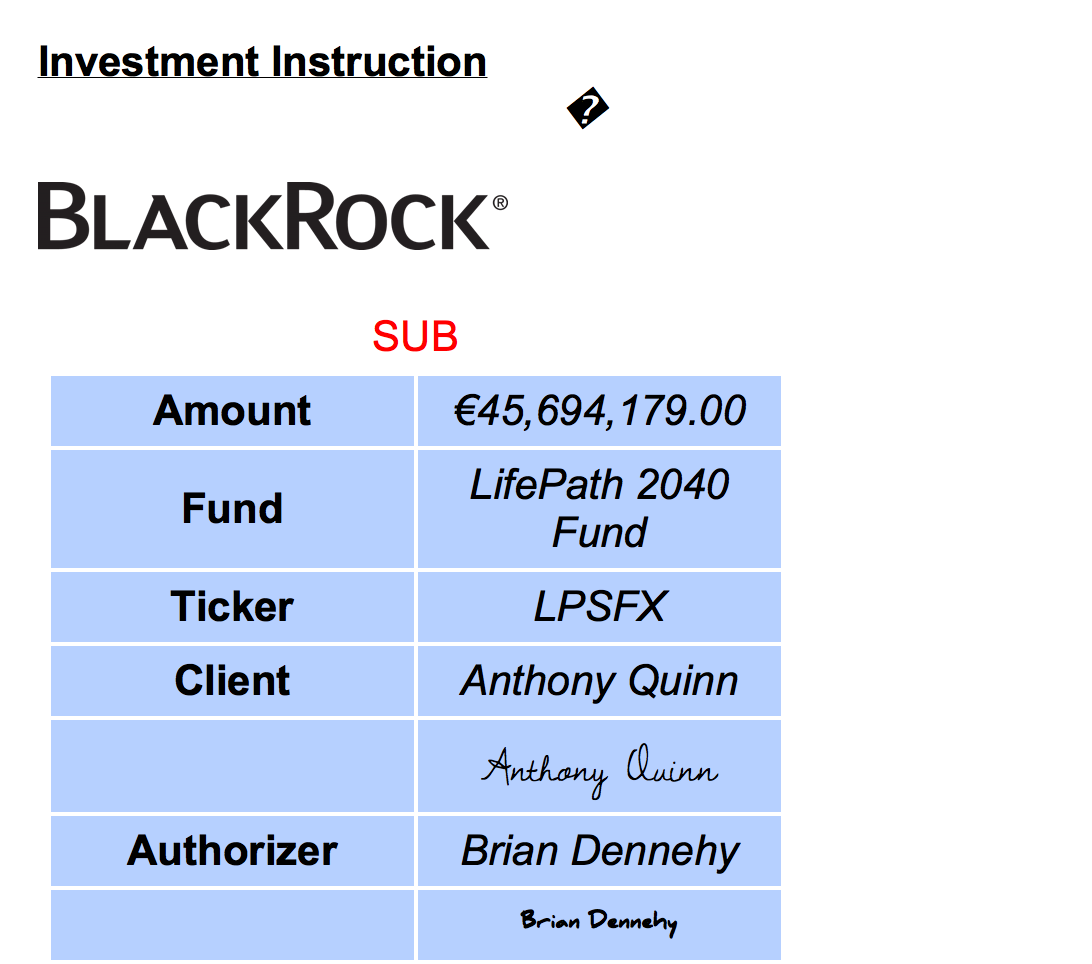 Investment Instruction
�
BLACKROCK®
SUB
Amount €45,694,179.00
Fund LifePath 2040
Fund
Ticker LPSFX
Client Anthony Quinn
Anthony Quinn
Authorizer Brian Dennehy
Brian Dennehy